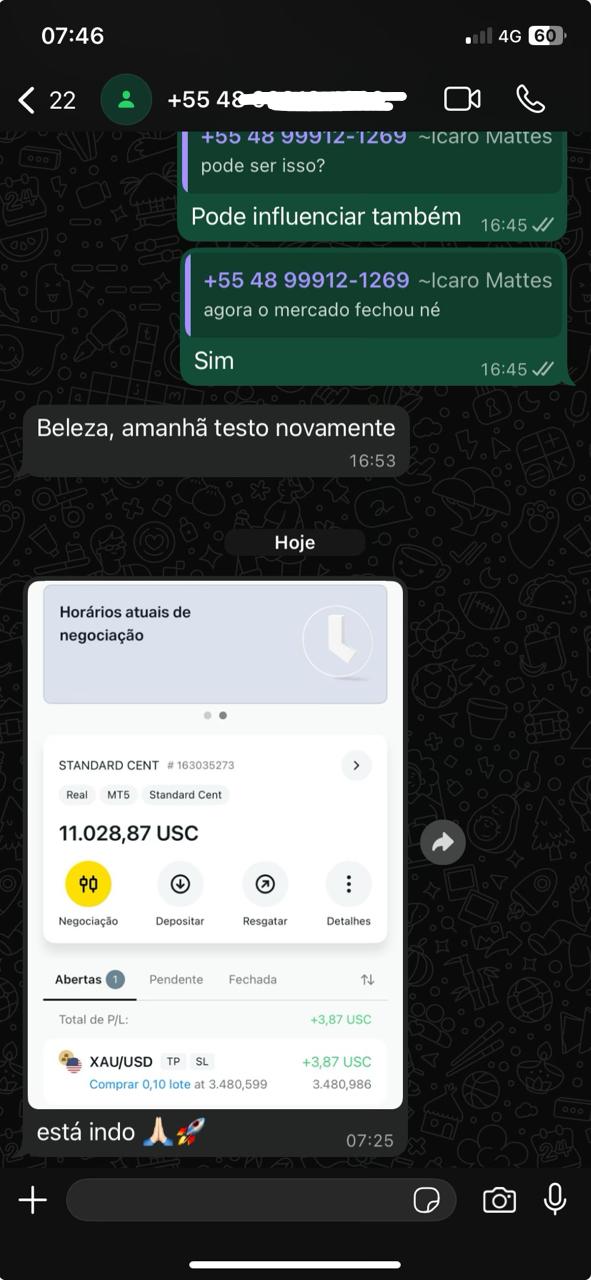 07:46
4G 60
22
+55 48
+55 48 99912-1269 ~Icaro Mattes
pode ser isso?
Pode influenciar também 16:45
+55 48 99912-1269 ~Icaro Mattes
agora o mercado fechou né
Sim 16:45
Beleza, amanhã testo novamente
16:53
Hoje
Horários atuais de
negociação
STANDARD CENT # 163035273
Real MT5 Standard Cent
11.028,87 USC
Negociação Depositar Resgatar Detalhes
Abertas 1 Pendente Fechada
Total de P/L: +3,87 USC
XAU/USD TP SL +3,87 USC
Comprar 0,10 lote at 3.480,599 3.480,986
está indo 🙏🏻🚀 07:25